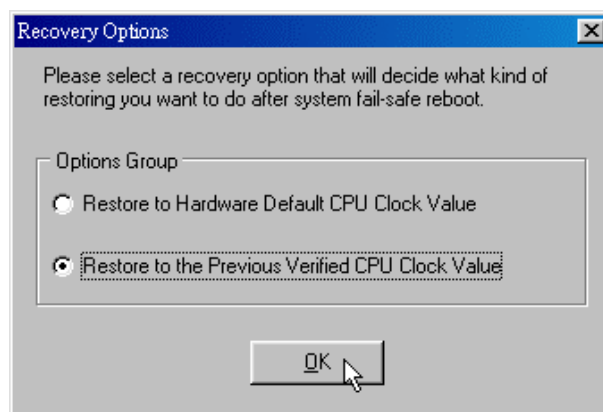 Recovery Options
Please select a recovery option that will decide what kind of
restoring you want to do after system fail-safe reboot.
Options Group
Restore to Hardware Default CPU Clock Value
Restore to the Previous Verified CPU Clock Value
OK